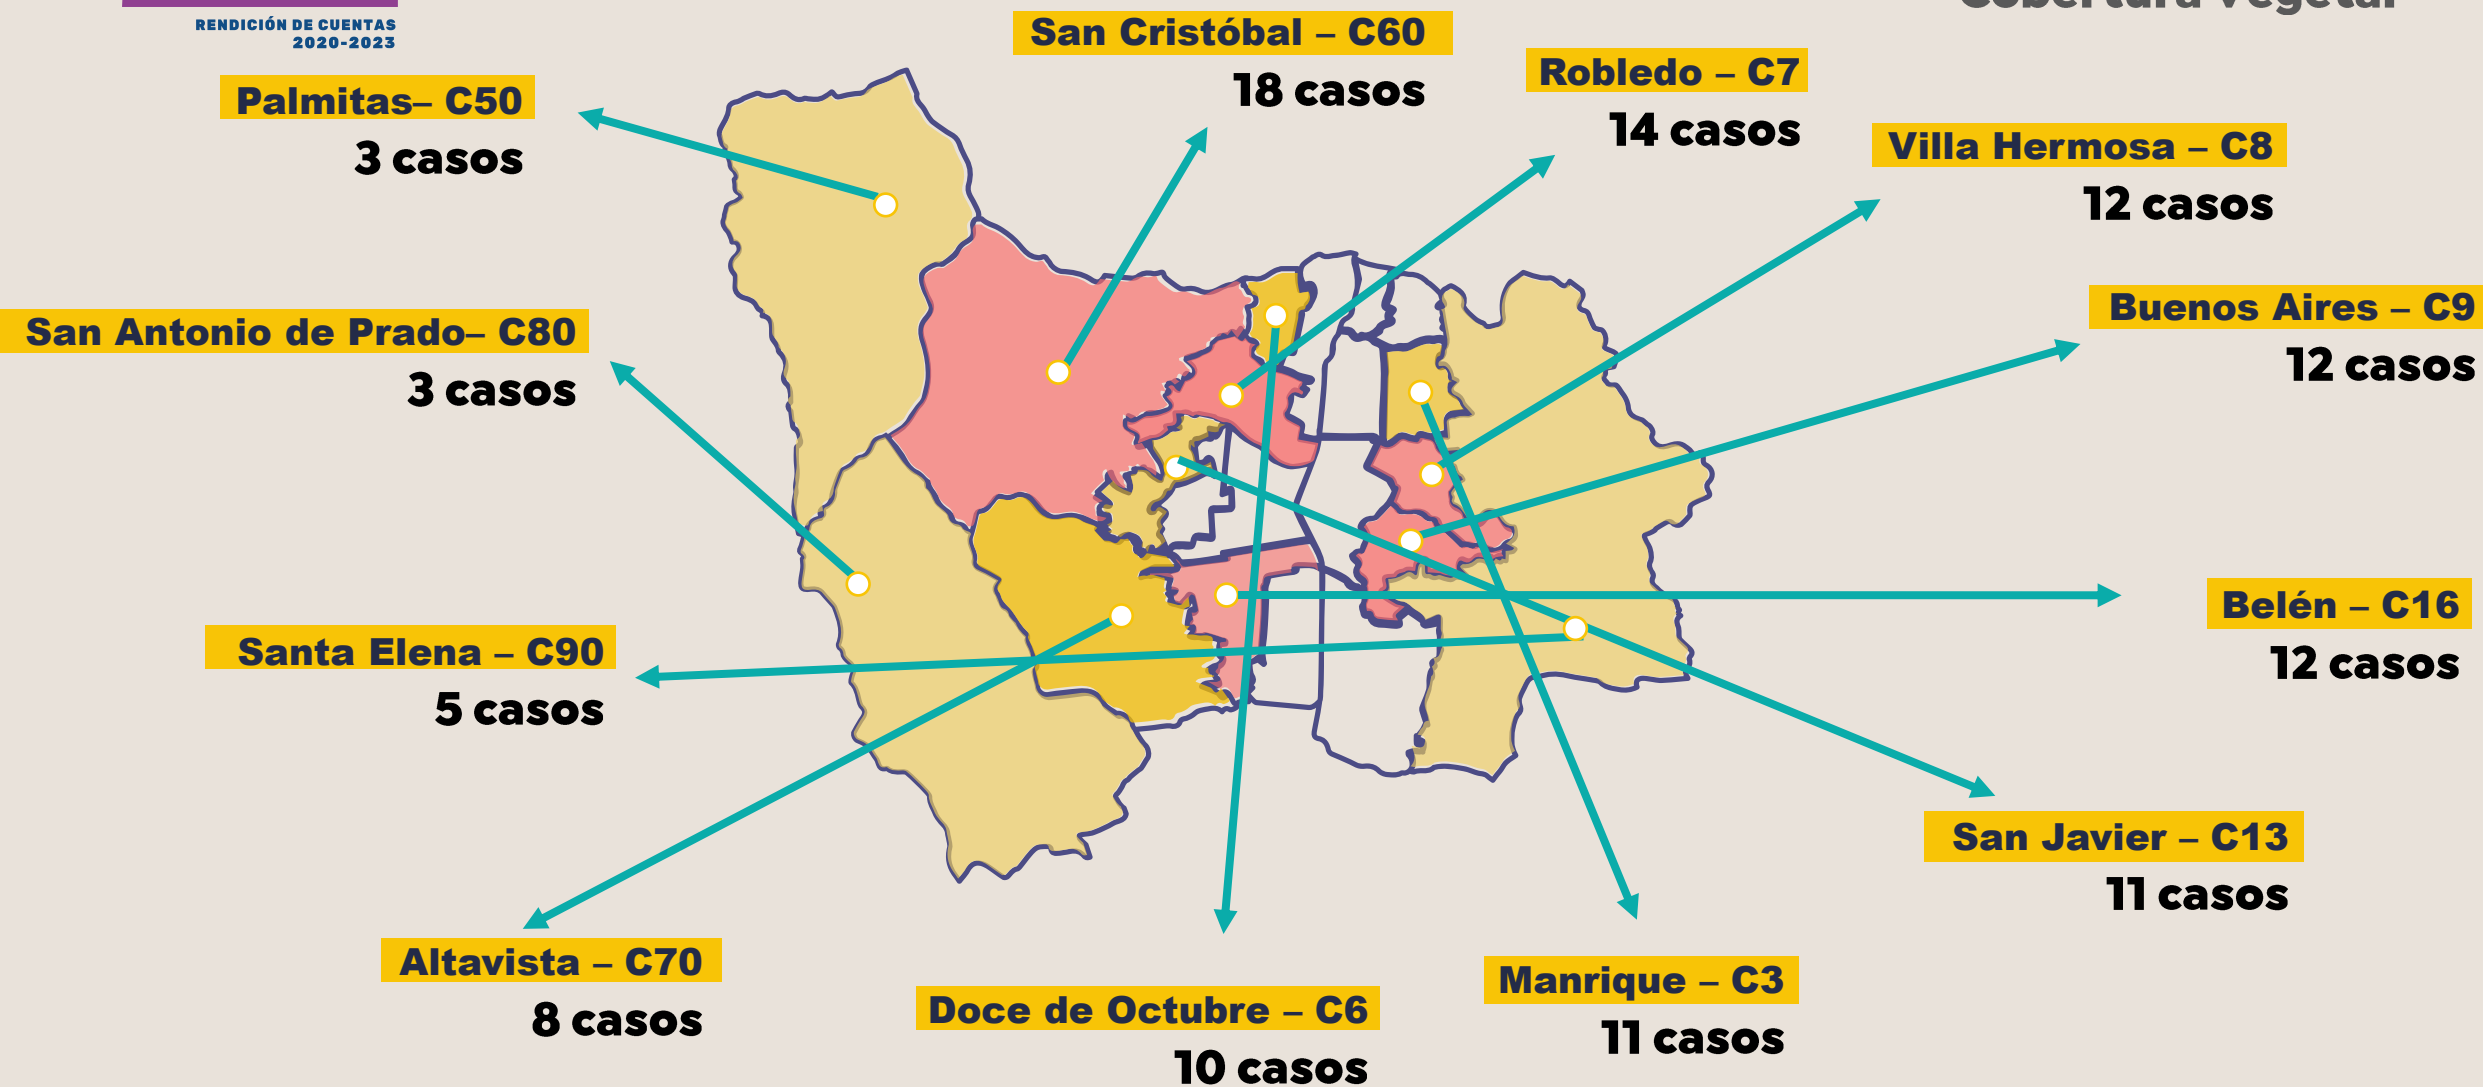 Cobertura Vegetal
RENDICIÓN DE CUENTAS
2020-2023
San Cristóbal – C60
18 casos
Robledo – C7
14 casos
Palmitas– C50
3 casos
Villa Hermosa – C8
12 casos
Buenos Aires – C9
12 casos
San Antonio de Prado– C80
3 casos
Belén – C16
12 casos
Santa Elena – C90
5 casos
San Javier – C13
11 casos
Altavista – C70
8 casos
Manrique – C3
11 casos
Doce de Octubre – C6
10 casos